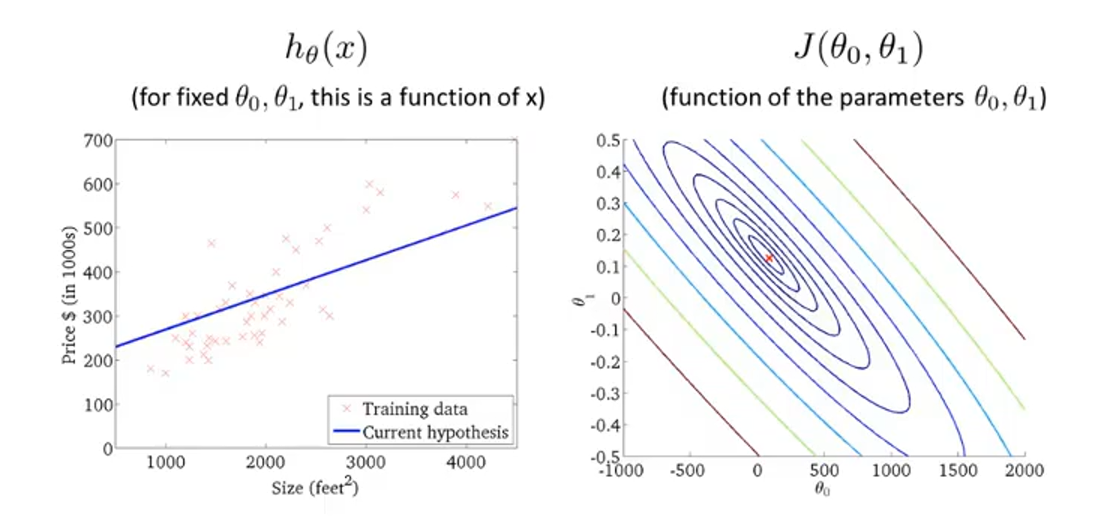 hθ(x)
(for fixed θ0, θ1, this is a function of x)
700
600
500
400
300
200
100
0
Price $ (in 1000s)
1000 2000 3000 4000
Size (feet²)
Training data
Current hypothesis
J(θ0, θ1)
(function of the parameters θ0, θ1)
0.5
0.4
0.3
0.2
0.1
0
-0.1
-0.2
-0.3
-0.4
-0.5
θ1
-1000 -500 0 500 1000 1500 2000
θ0